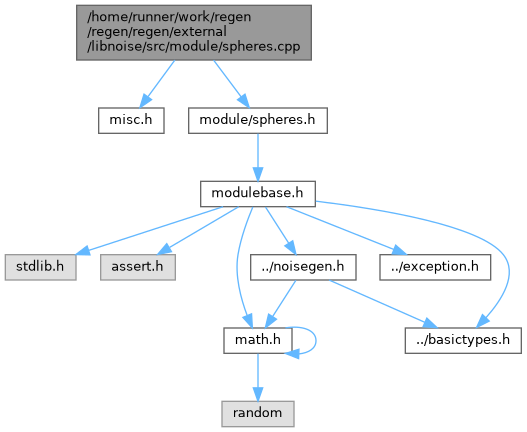 /home/runner/work/regen
/regen/regen/external
/libnoise/src/module/spheres.cpp
misc.h
module/spheres.h
modulebase.h
stdlib.h
assert.h
../noisegen.h
../exception.h
math.h
../basictypes.h
random